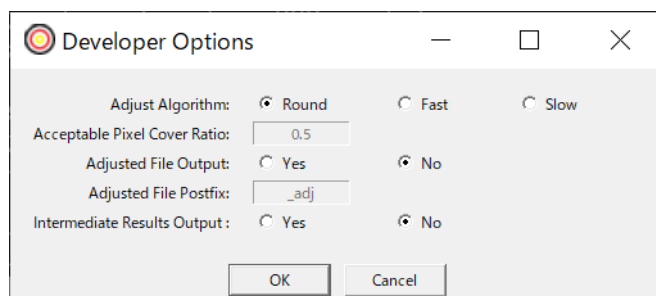 Developer Options
Adjust Algorithm: Round Fast Slow
Acceptable Pixel Cover Ratio: 0.5
Adjusted File Output: Yes No
Adjusted File Postfix: _adj
Intermediate Results Output : Yes No
OK Cancel